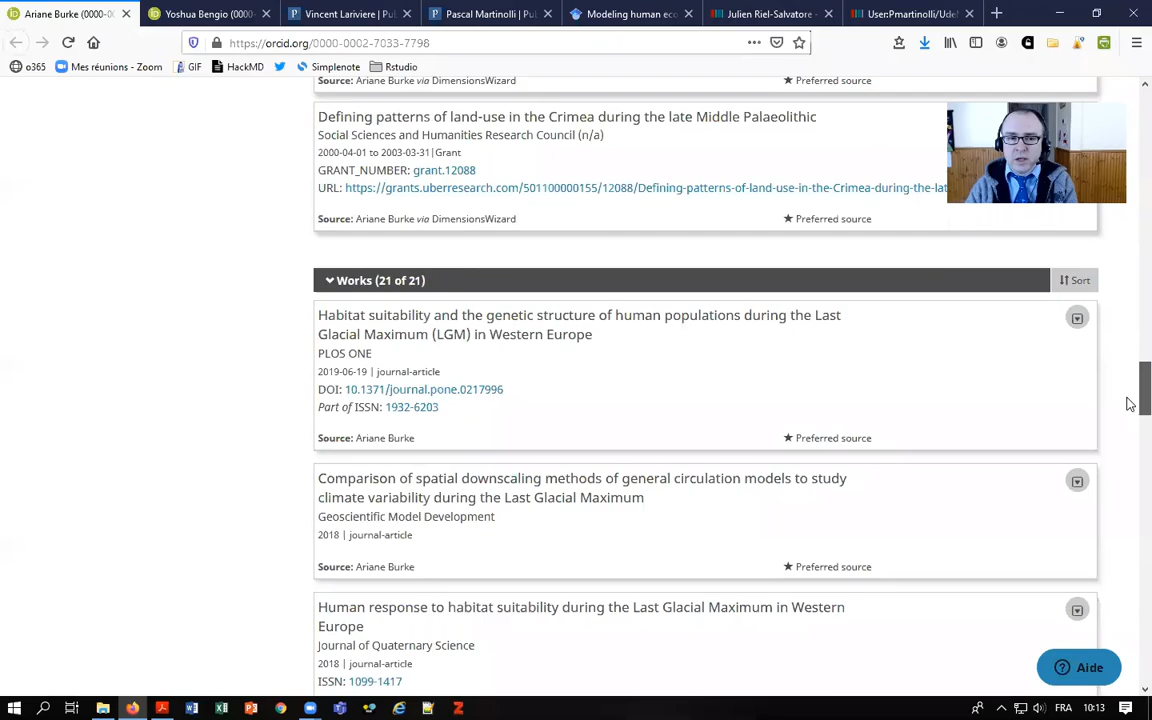 Ariane Burke (0000-0
Yoshua Bengio (0000-
Vincent Lariviere | Pu
Pascal Martinolli | Pu
Modeling human eco
Julien Riel-Salvatore -
User:Pmartinolli/Ude
https://orcid.org/0000-0002-7033-7798
o365
Mes réunions - Zoom
GIF
HackMD
Simplenote
Rstudio
Source: Ariane Burke via DimensionsWizard
★ Preferred source
Defining patterns of land-use in the Crimea during the late Middle Palaeolithic
Social Sciences and Humanities Research Council (n/a)
2000-04-01 to 2003-03-31|Grant
GRANT_NUMBER: grant.12088
URL: https://grants.uberresearch.com/501100000155/12088/Defining-patterns-of-land-use-in-the-Crimea-during-the-lat
Source: Ariane Burke via DimensionsWizard
★ Preferred source
Works (21 of 21)
Sort
Habitat suitability and the genetic structure of human populations during the Last
Glacial Maximum (LGM) in Western Europe
PLOS ONE
2019-06-19 | journal-article
DOI: 10.1371/journal.pone.0217996
Part of ISSN: 1932-6203
Source: Ariane Burke
★ Preferred source
Comparison of spatial downscaling methods of general circulation models to study
climate variability during the Last Glacial Maximum
Geoscientific Model Development
2018 | journal-article
Source: Ariane Burke
★ Preferred source
Human response to habitat suitability during the Last Glacial Maximum in Western
Europe
Journal of Quaternary Science
2018 | journal-article
ISSN: 1099-1417
Aide
FRA
10:13